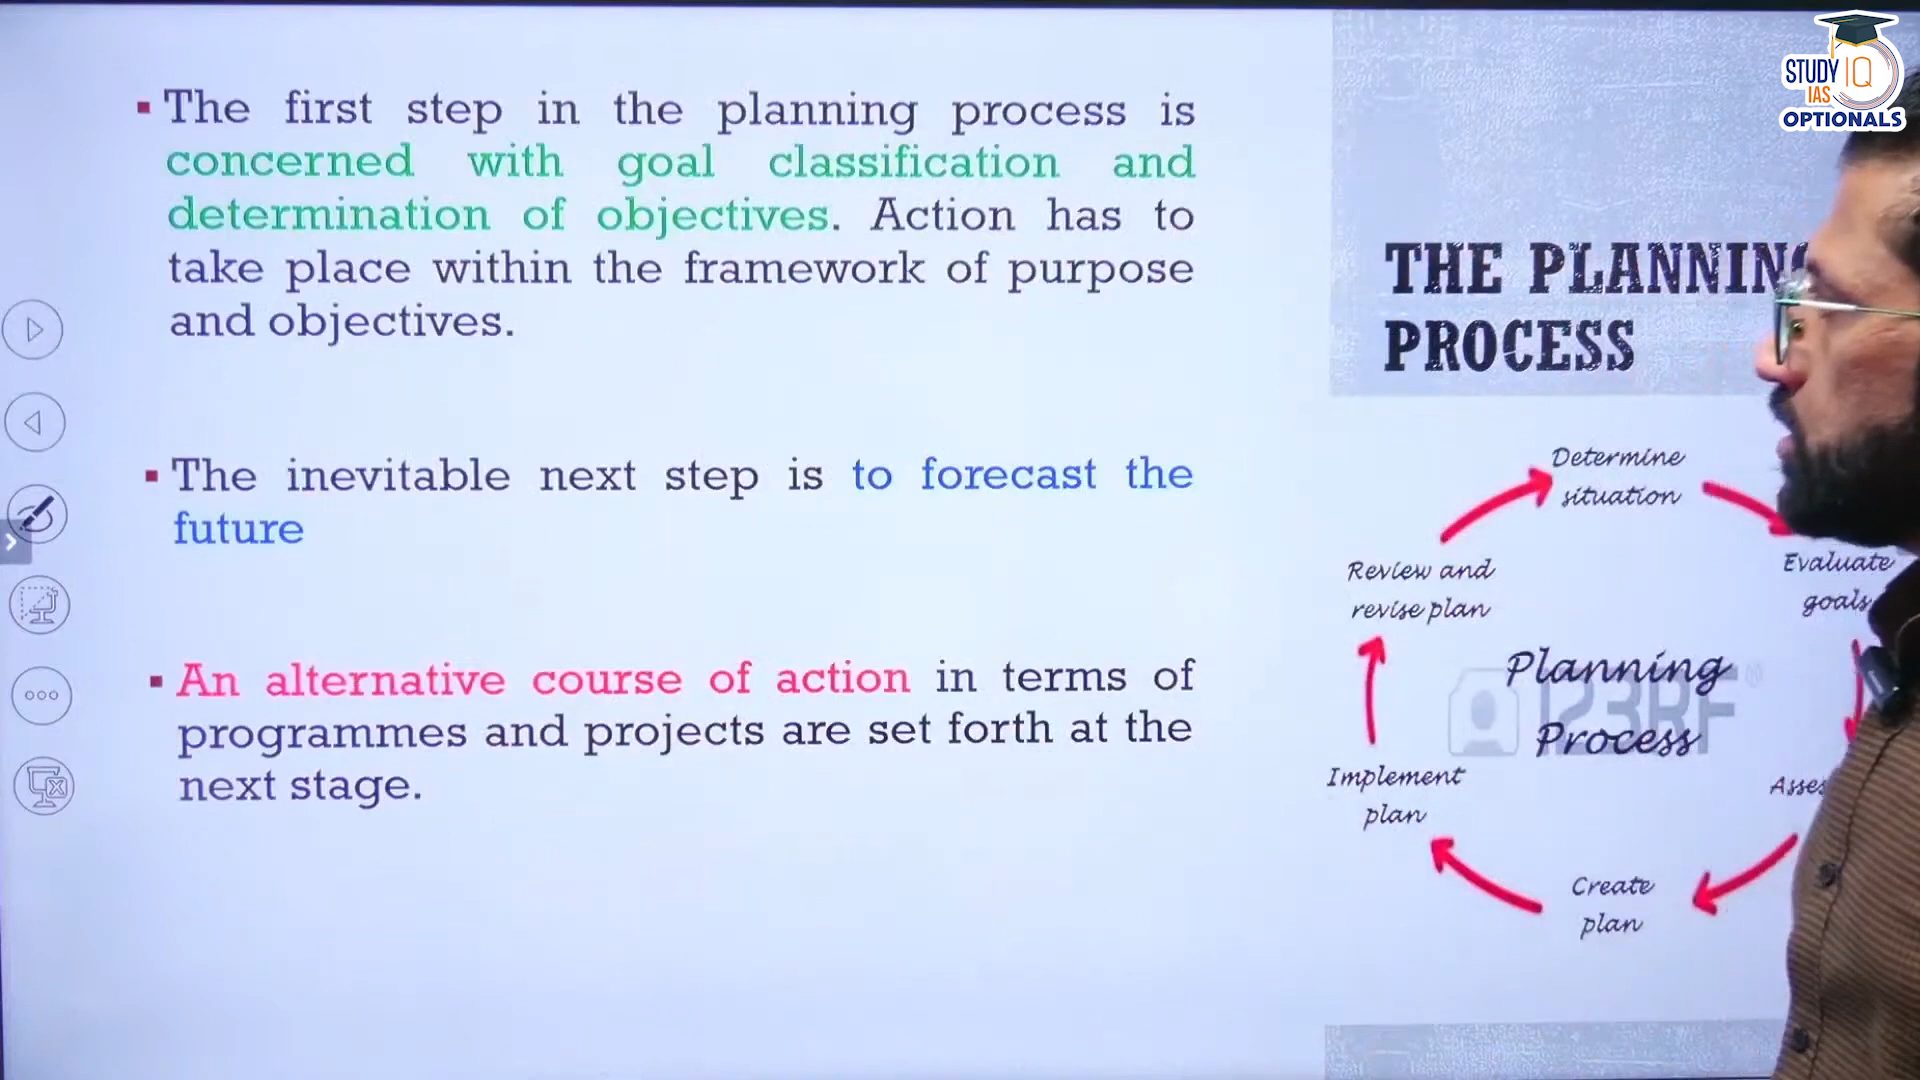 The first step in the planning process is
concerned with goal classification and
determination of objectives. Action has to
take place within the framework of purpose
and objectives.
The inevitable next step is to forecast the
future
An alternative course of action in terms of
programmes and projects are set forth at the
next stage.
STUDY IQ
IAS
OPTIONALS
THE
PROCESS
Determine
situation
Evaluate
goals
Review and
revise plan
Planning
Process
123RF
Implement
plan
Create
plan